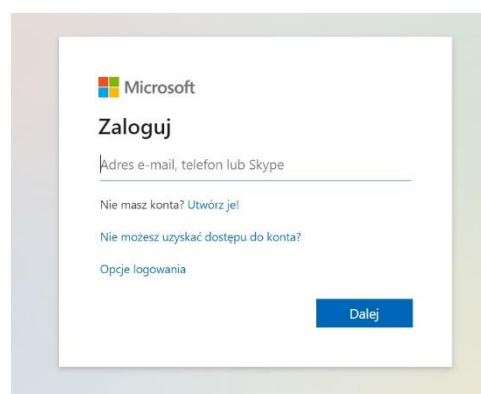 Microsoft
Zaloguj
Adres e-mail, telefon lub Skype
Nie masz konta? Utwórz je!
Nie możesz uzyskać dostępu do konta?
Opcje logowania
Dalej